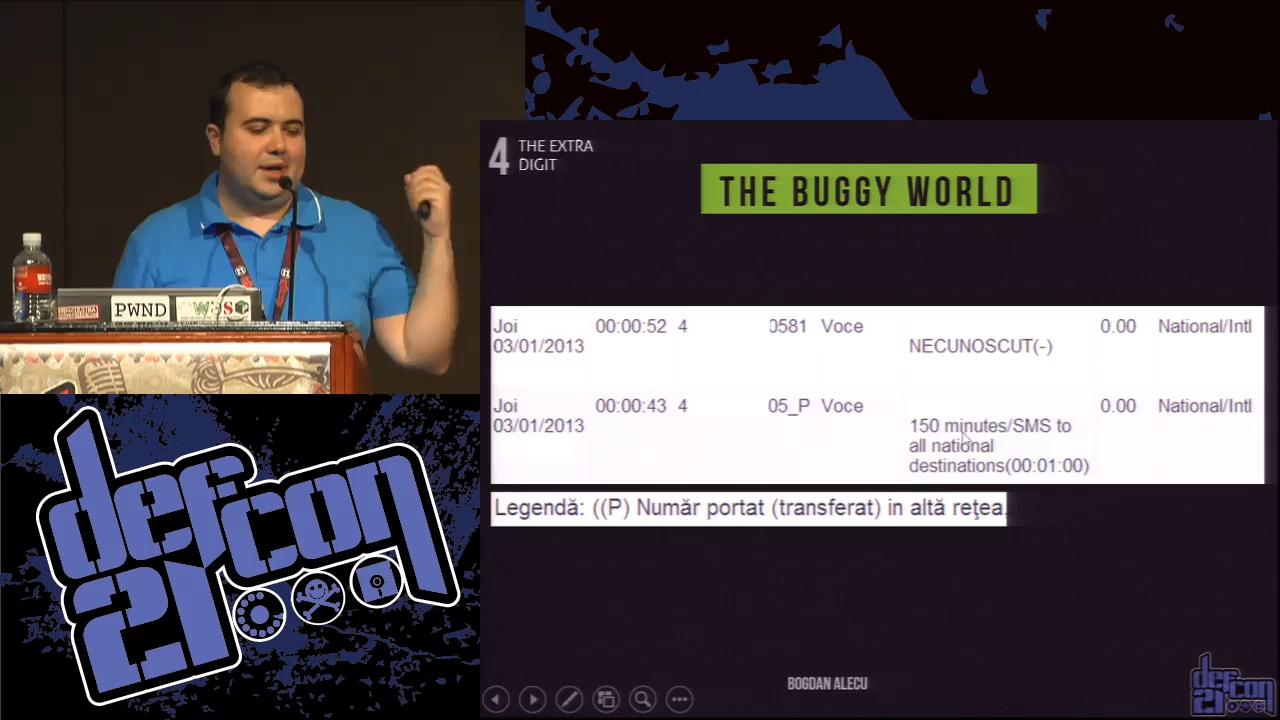 4
THE EXTRA
DIGIT
THE BUGGY WORLD
Joi 00:00:52 4 0581 Voce 0.00 National/Intl
03/01/2013 NECUNOSCUT(-)
Joi 00:00:43 4 05_P Voce 0.00 National/Intl
03/01/2013 150 minutes/SMS to
all national
destinations(00:01:00)
Legendă: ((P) Număr portat (transferat) in altă reţea.
BOGDAN ALECU
PWND
defcon
21
defcon
21